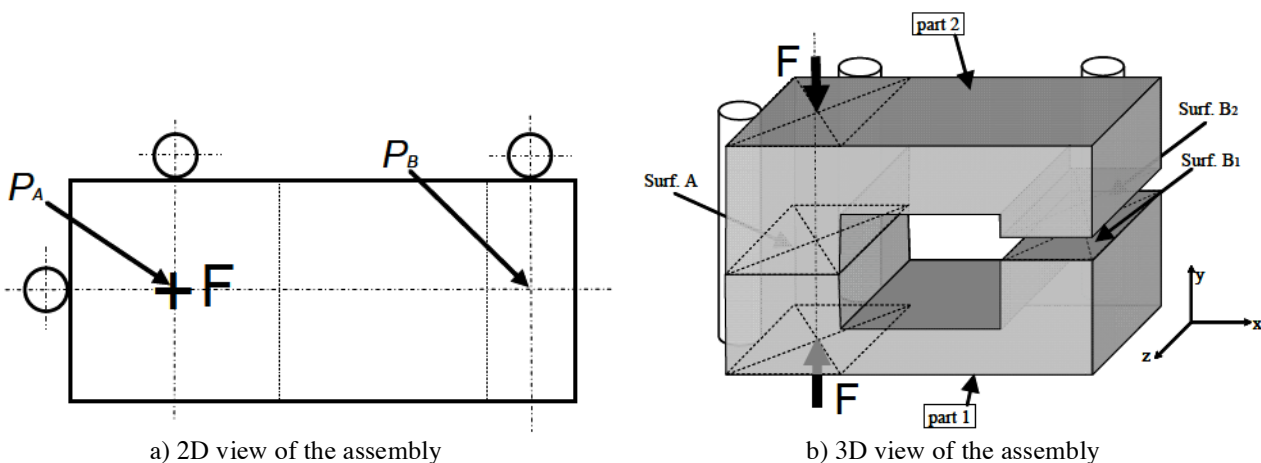 P_A
F
P_B
a) 2D view of the assembly
part 2
F
Surf. B₂
Surf. B₁
Surf. A
y
x
z
F
part 1
b) 3D view of the assembly